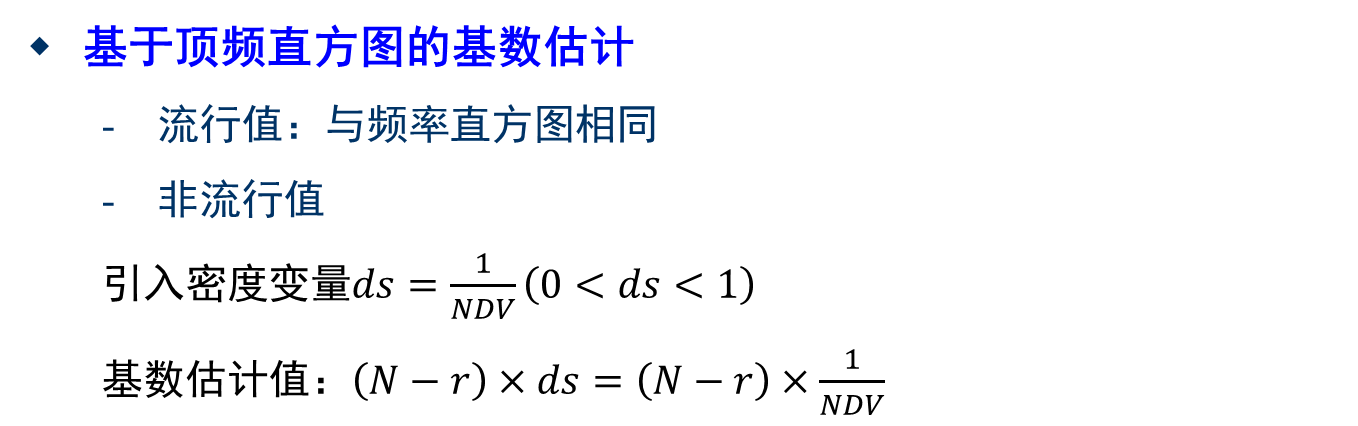 ◆ 基于顶频直方图的基数估计
- 流行值：与频率直方图相同
- 非流行值
引入密度变量ds = 1/NDV (0 < ds < 1)
基数估计值：(N − r) × ds = (N − r) × 1/NDV